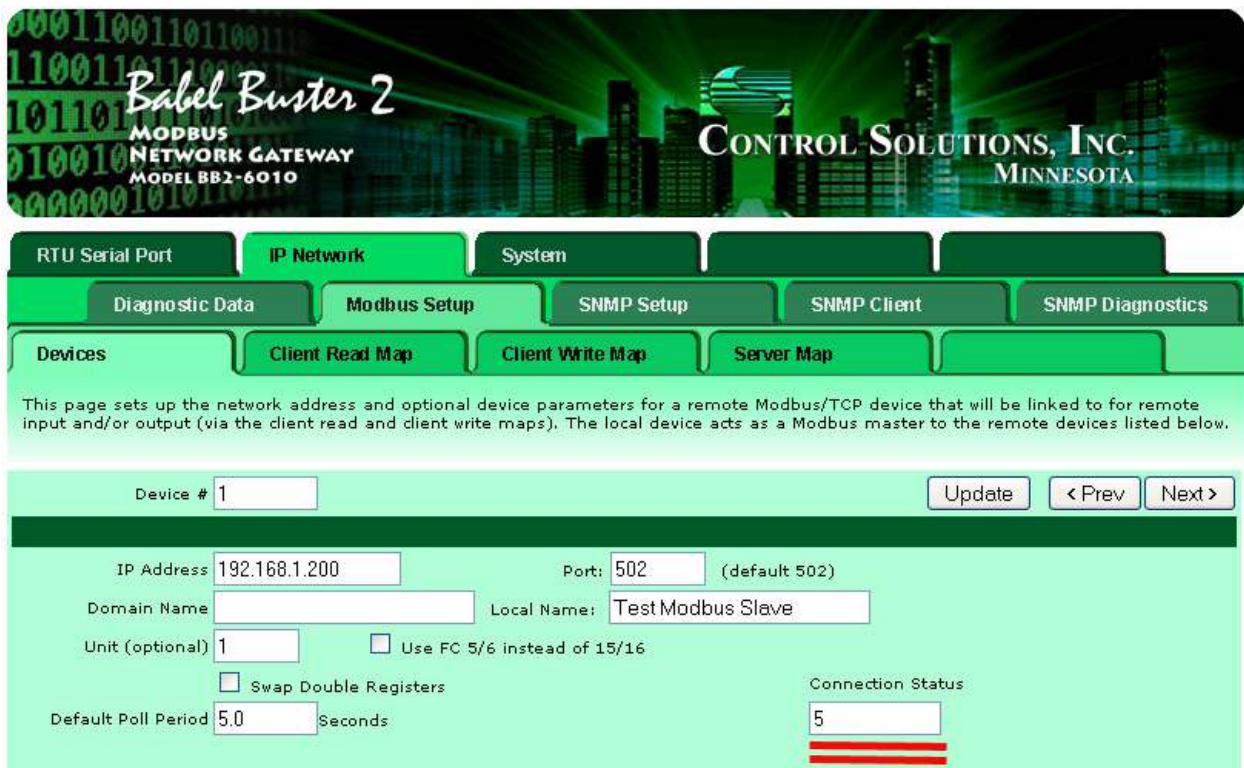 000110011011001
Babel Buster 2
MODBUS
NETWORK GATEWAY
MODEL BB2-6010
CONTROL SOLUTIONS, INC.
MINNESOTA
RTU Serial Port IP Network System
Diagnostic Data Modbus Setup SNMP Setup SNMP Client SNMP Diagnostics
Devices Client Read Map Client Write Map Server Map
This page sets up the network address and optional device parameters for a remote Modbus/TCP device that will be linked to for remote
input and/or output (via the client read and client write maps). The local device acts as a Modbus master to the remote devices listed below.
Device # 1 Update < Prev Next >
IP Address 192.168.1.200 Port: 502 (default 502)
Domain Name Local Name: Test Modbus Slave
Unit (optional) 1 Use FC 5/6 instead of 15/16
Swap Double Registers Connection Status
Default Poll Period 5.0 Seconds 5